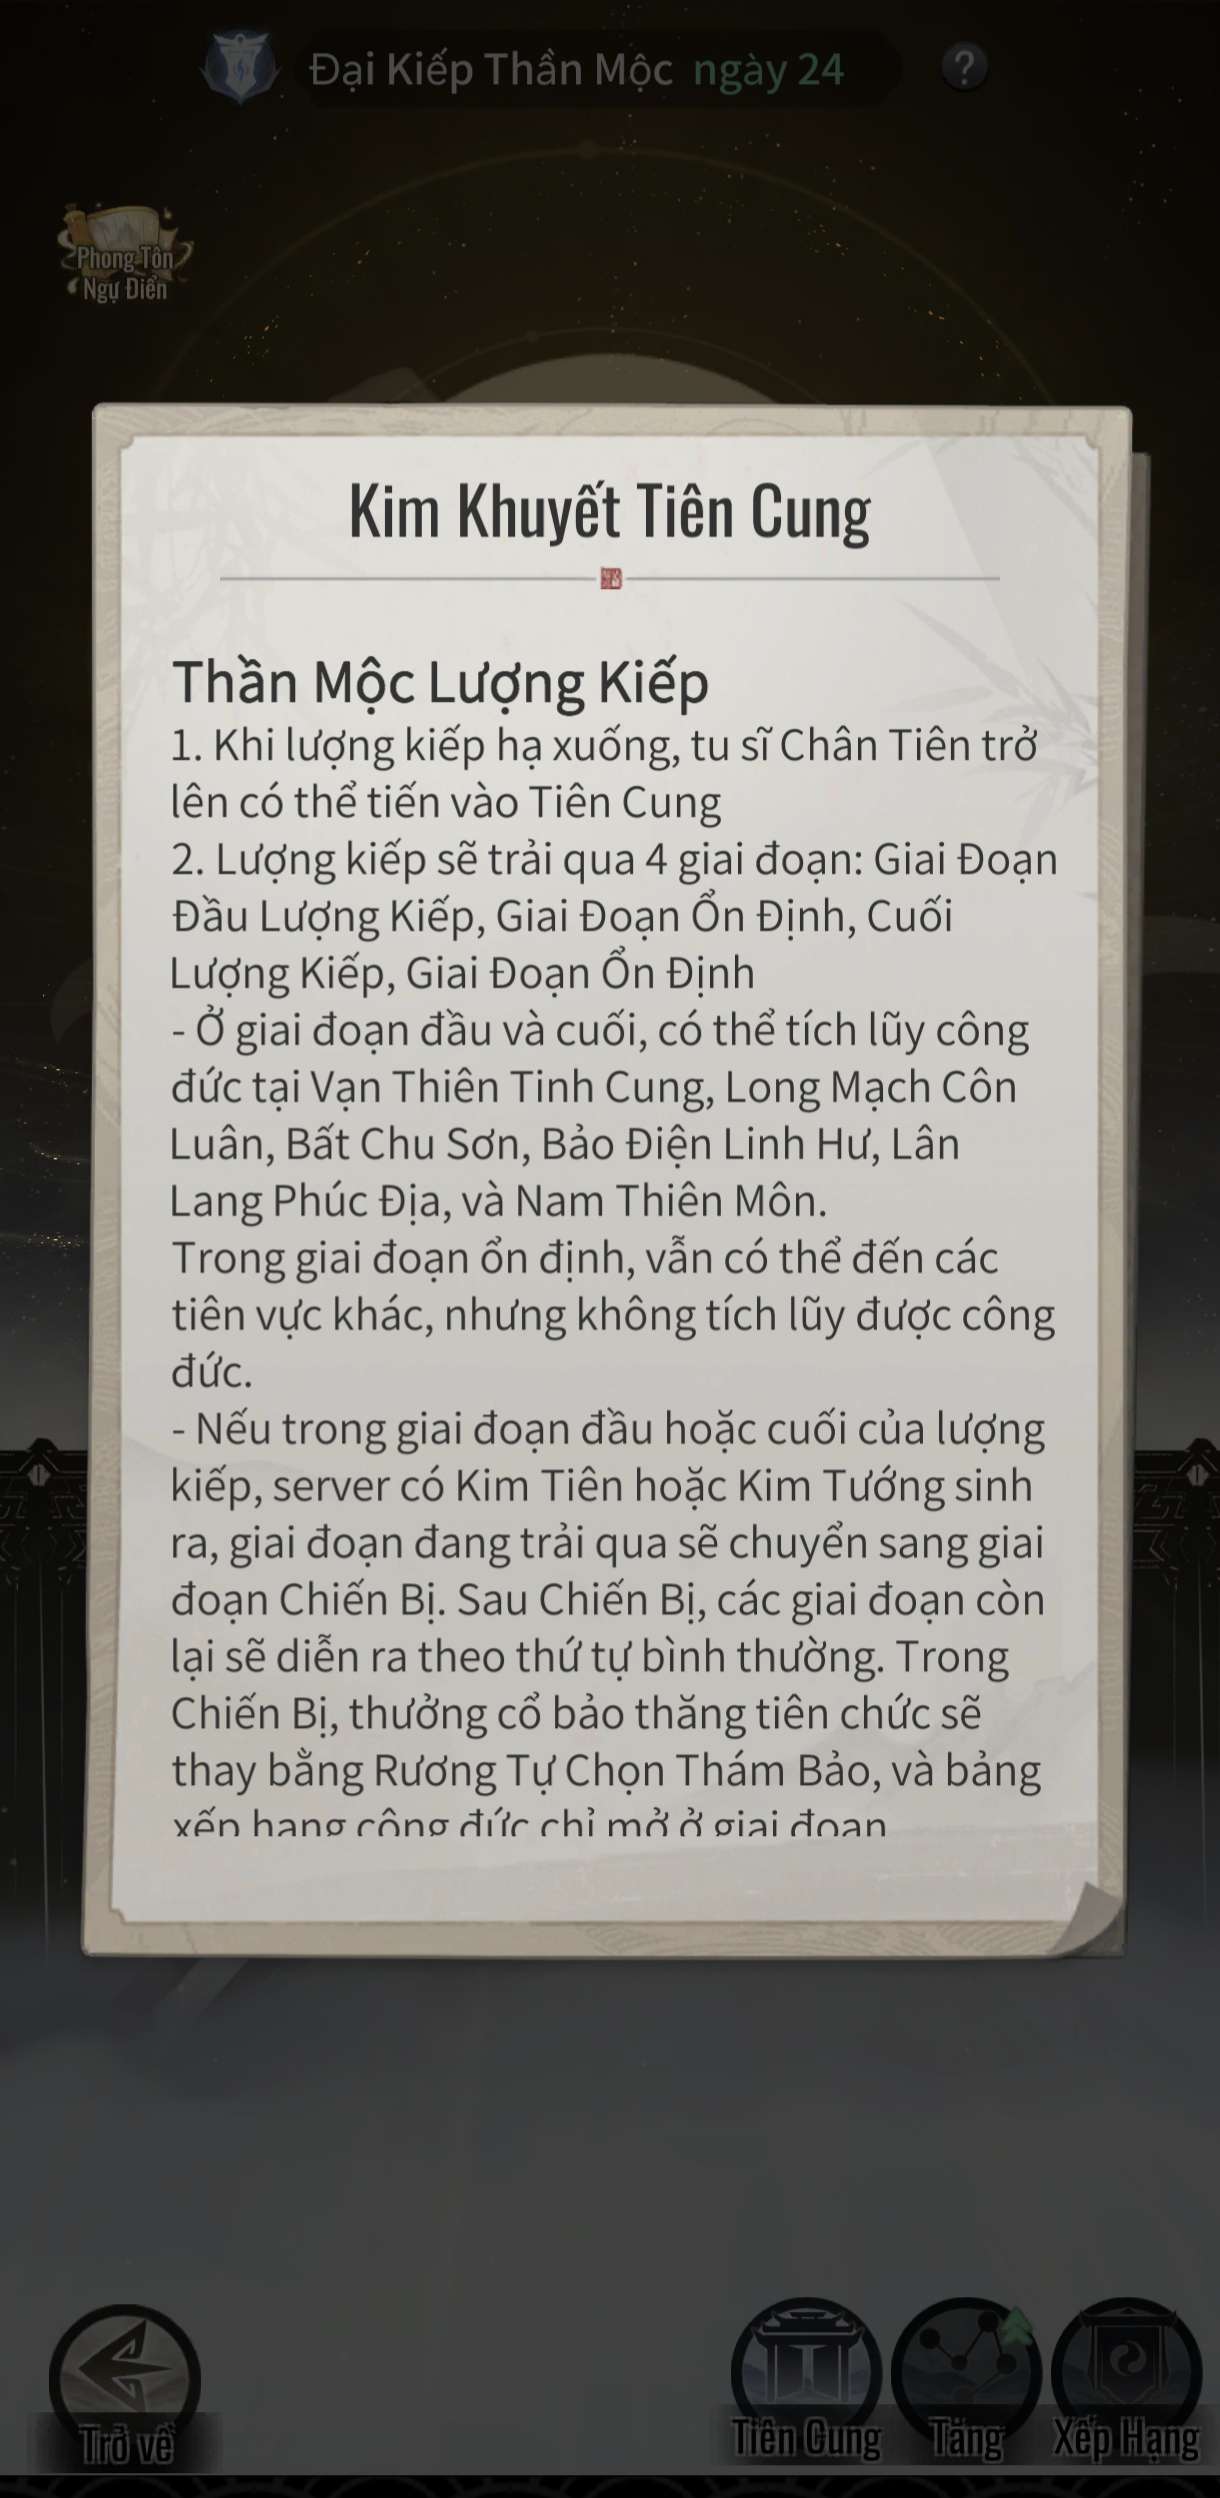 Đại Kiếp Thần Mộc ngày 24 ?
Phong Tôn
Ngự Điển
Kim Khuyết Tiên Cung
Thần Mộc Lượng Kiếp
1. Khi lượng kiếp hạ xuống, tu sĩ Chân Tiên trở
lên có thể tiến vào Tiên Cung
2. Lượng kiếp sẽ trải qua 4 giai đoạn: Giai Đoạn
Đầu Lượng Kiếp, Giai Đoạn Ổn Định, Cuối
Lượng Kiếp, Giai Đoạn Ổn Định
- Ở giai đoạn đầu và cuối, có thể tích lũy công
đức tại Vạn Thiên Tinh Cung, Long Mạch Côn
Luân, Bất Chu Sơn, Bảo Điện Linh Hư, Lân
Lang Phúc Địa, và Nam Thiên Môn.
Trong giai đoạn ổn định, vẫn có thể đến các
tiên vực khác, nhưng không tích lũy được công
đức.
- Nếu trong giai đoạn đầu hoặc cuối của lượng
kiếp, server có Kim Tiên hoặc Kim Tướng sinh
ra, giai đoạn đang trải qua sẽ chuyển sang giai
đoạn Chiến Bị. Sau Chiến Bị, các giai đoạn còn
lại sẽ diễn ra theo thứ tự bình thường. Trong
Chiến Bị, thưởng cổ bảo thăng tiên chức sẽ
thay bằng Rương Tự Chọn Thám Bảo, và bảng
xếp hạng công đức chỉ mở ở giai đoạn
Trở về
Tiên Cung
Tăng
Xếp Hạng